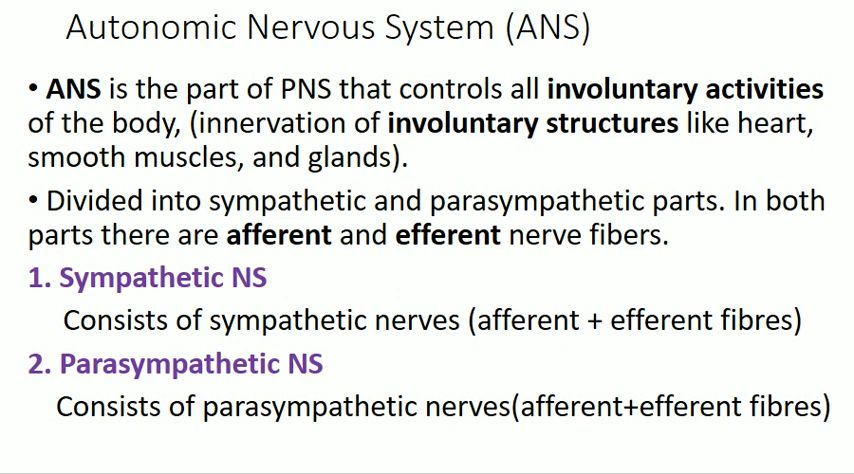 Autonomic Nervous System (ANS)
• ANS is the part of PNS that controls all involuntary activities
of the body, (innervation of involuntary structures like heart,
smooth muscles, and glands).
• Divided into sympathetic and parasympathetic parts. In both
parts there are afferent and efferent nerve fibers.
1. Sympathetic NS
Consists of sympathetic nerves (afferent + efferent fibres)
2. Parasympathetic NS
Consists of parasympathetic nerves(afferent+efferent fibres)